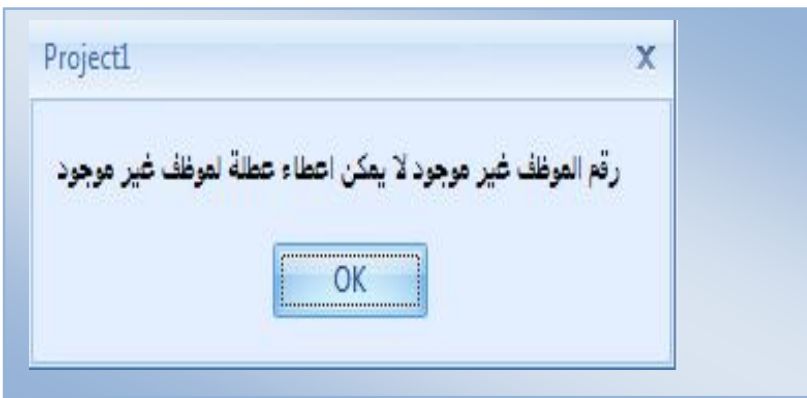 Project1
X
رقم الموظف غير موجود لا يمكن اعطاء عطلة لموظف غير موجود
OK